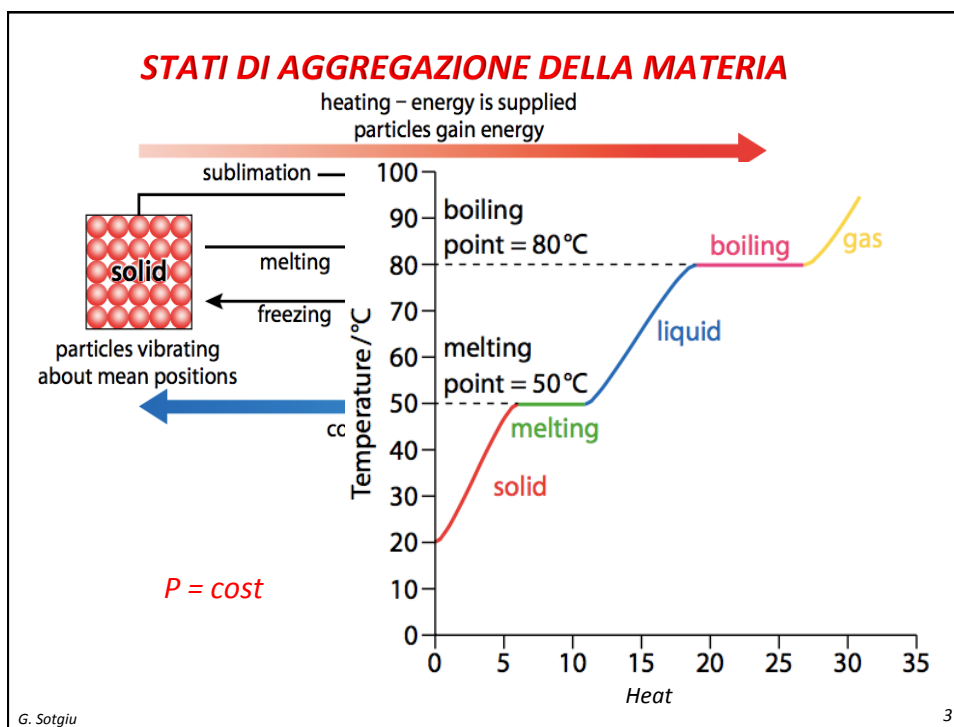 STATI DI AGGREGAZIONE DELLA MATERIA
heating – energy is supplied
particles gain energy
sublimation
solid
melting
freezing
particles vibrating
about mean positions
co
P = cost
Temperature/°C
100
90
80
70
60
50
40
30
20
10
0
boiling
point = 80°C
melting
point = 50°C
solid
melting
liquid
boiling
gas
0 5 10 15 20 25 30 35
Heat
G. Sotgiu
3